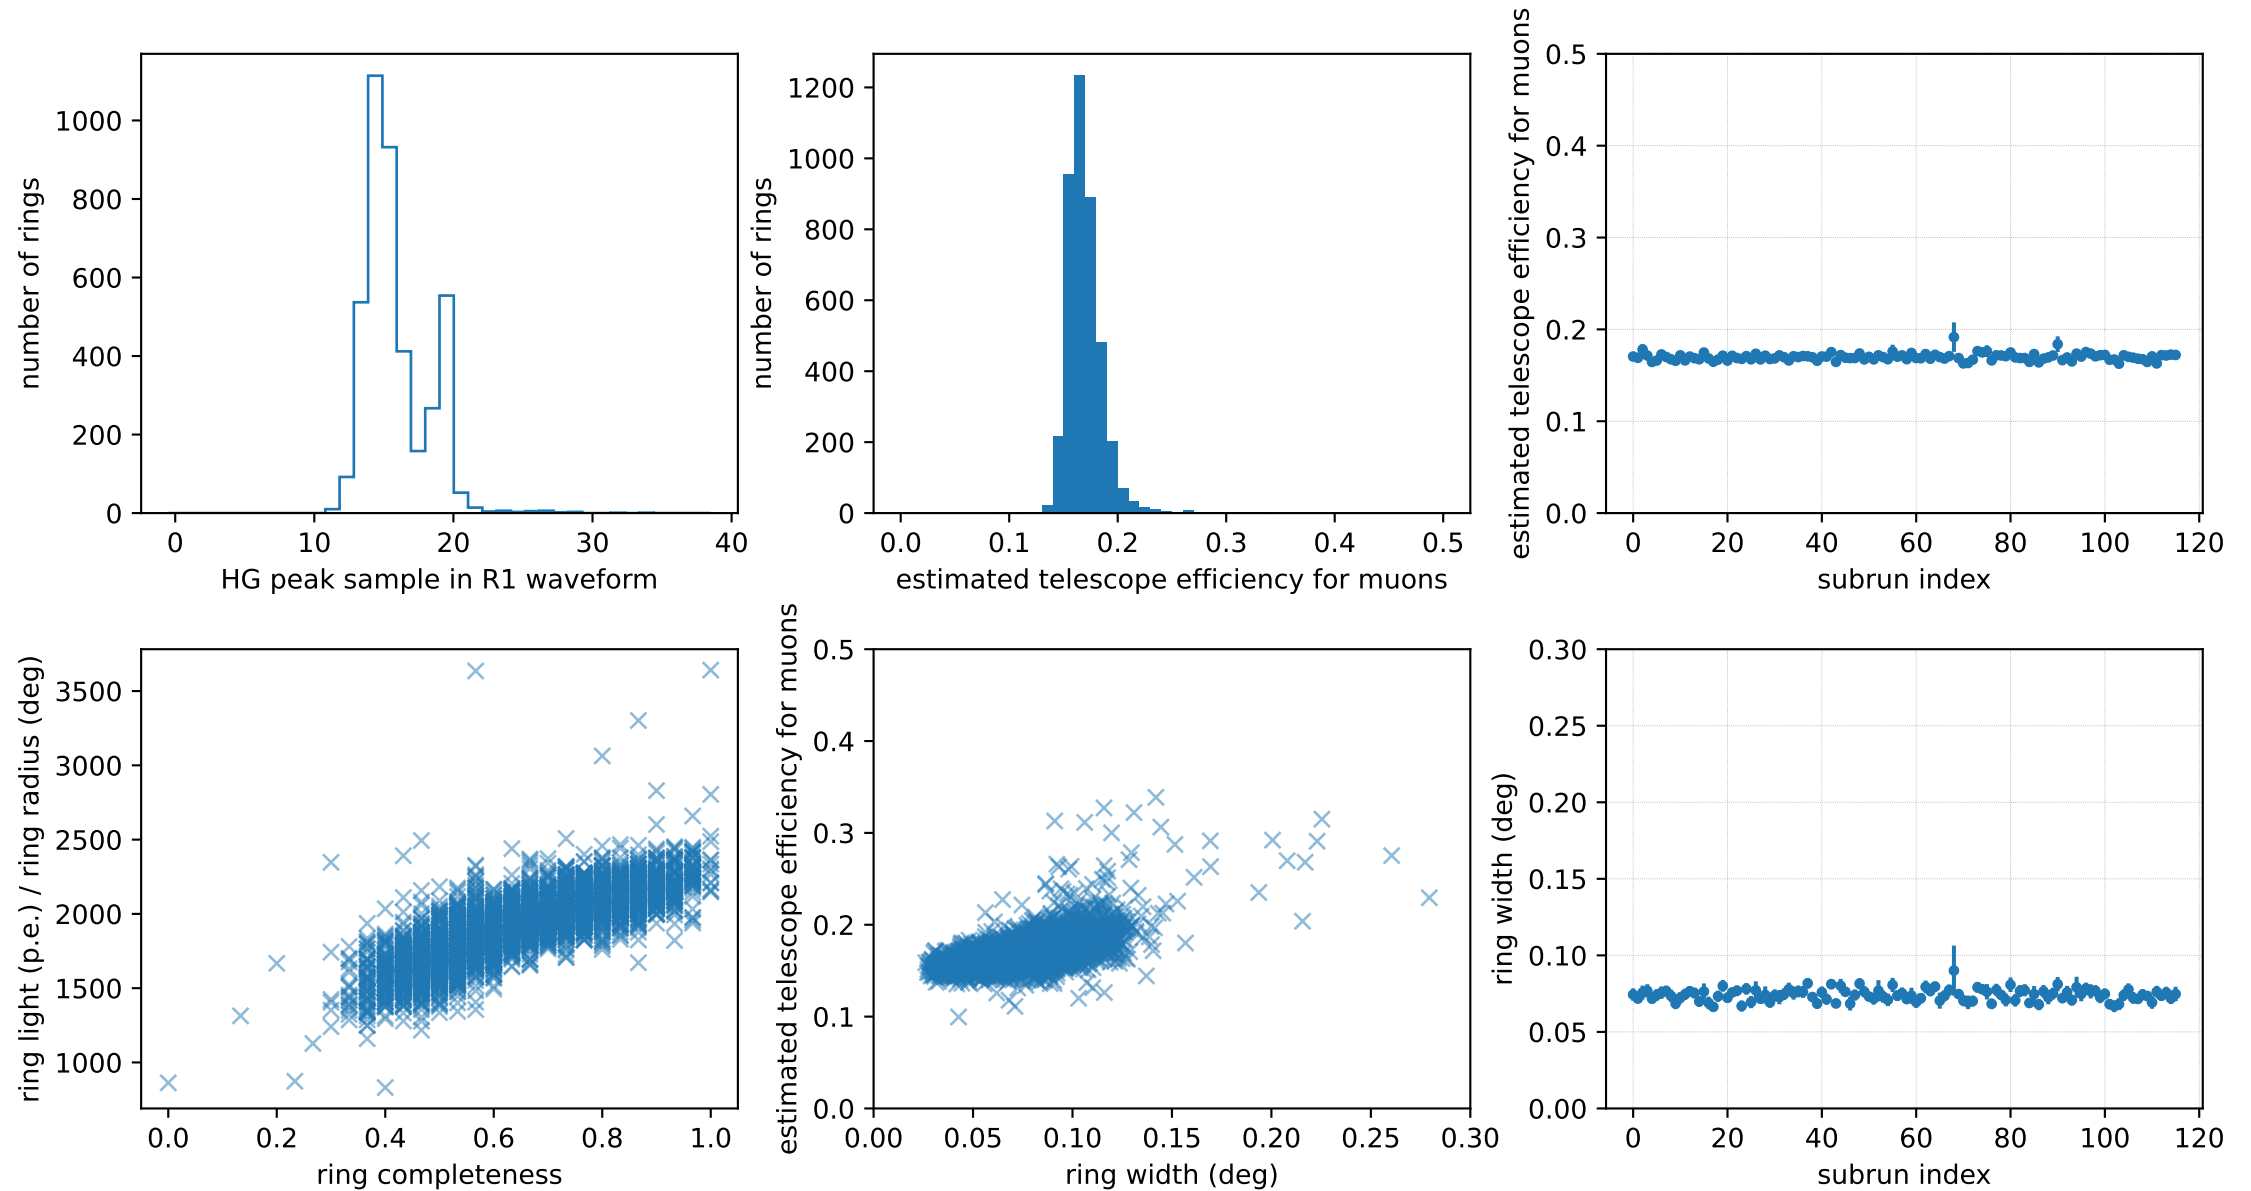 number of rings
1000
800
600
400
200
0
0 10 20 30 40
HG peak sample in R1 waveform
number of rings
1200
1000
800
600
400
200
0
0.0 0.1 0.2 0.3 0.4 0.5
estimated telescope efficiency for muons
estimated telescope efficiency for muons
0.5
0.4
0.3
0.2
0.1
0.0
0 20 40 60 80 100 120
subrun index
ring light (p.e.) / ring radius (deg)
3500
3000
2500
2000
1500
1000
0.0 0.2 0.4 0.6 0.8 1.0
ring completeness
estimated telescope efficiency for muons
0.5
0.4
0.3
0.2
0.1
0.0
0.00 0.05 0.10 0.15 0.20 0.25 0.30
ring width (deg)
ring width (deg)
0.30
0.25
0.20
0.15
0.10
0.05
0.00
0 20 40 60 80 100 120
subrun index